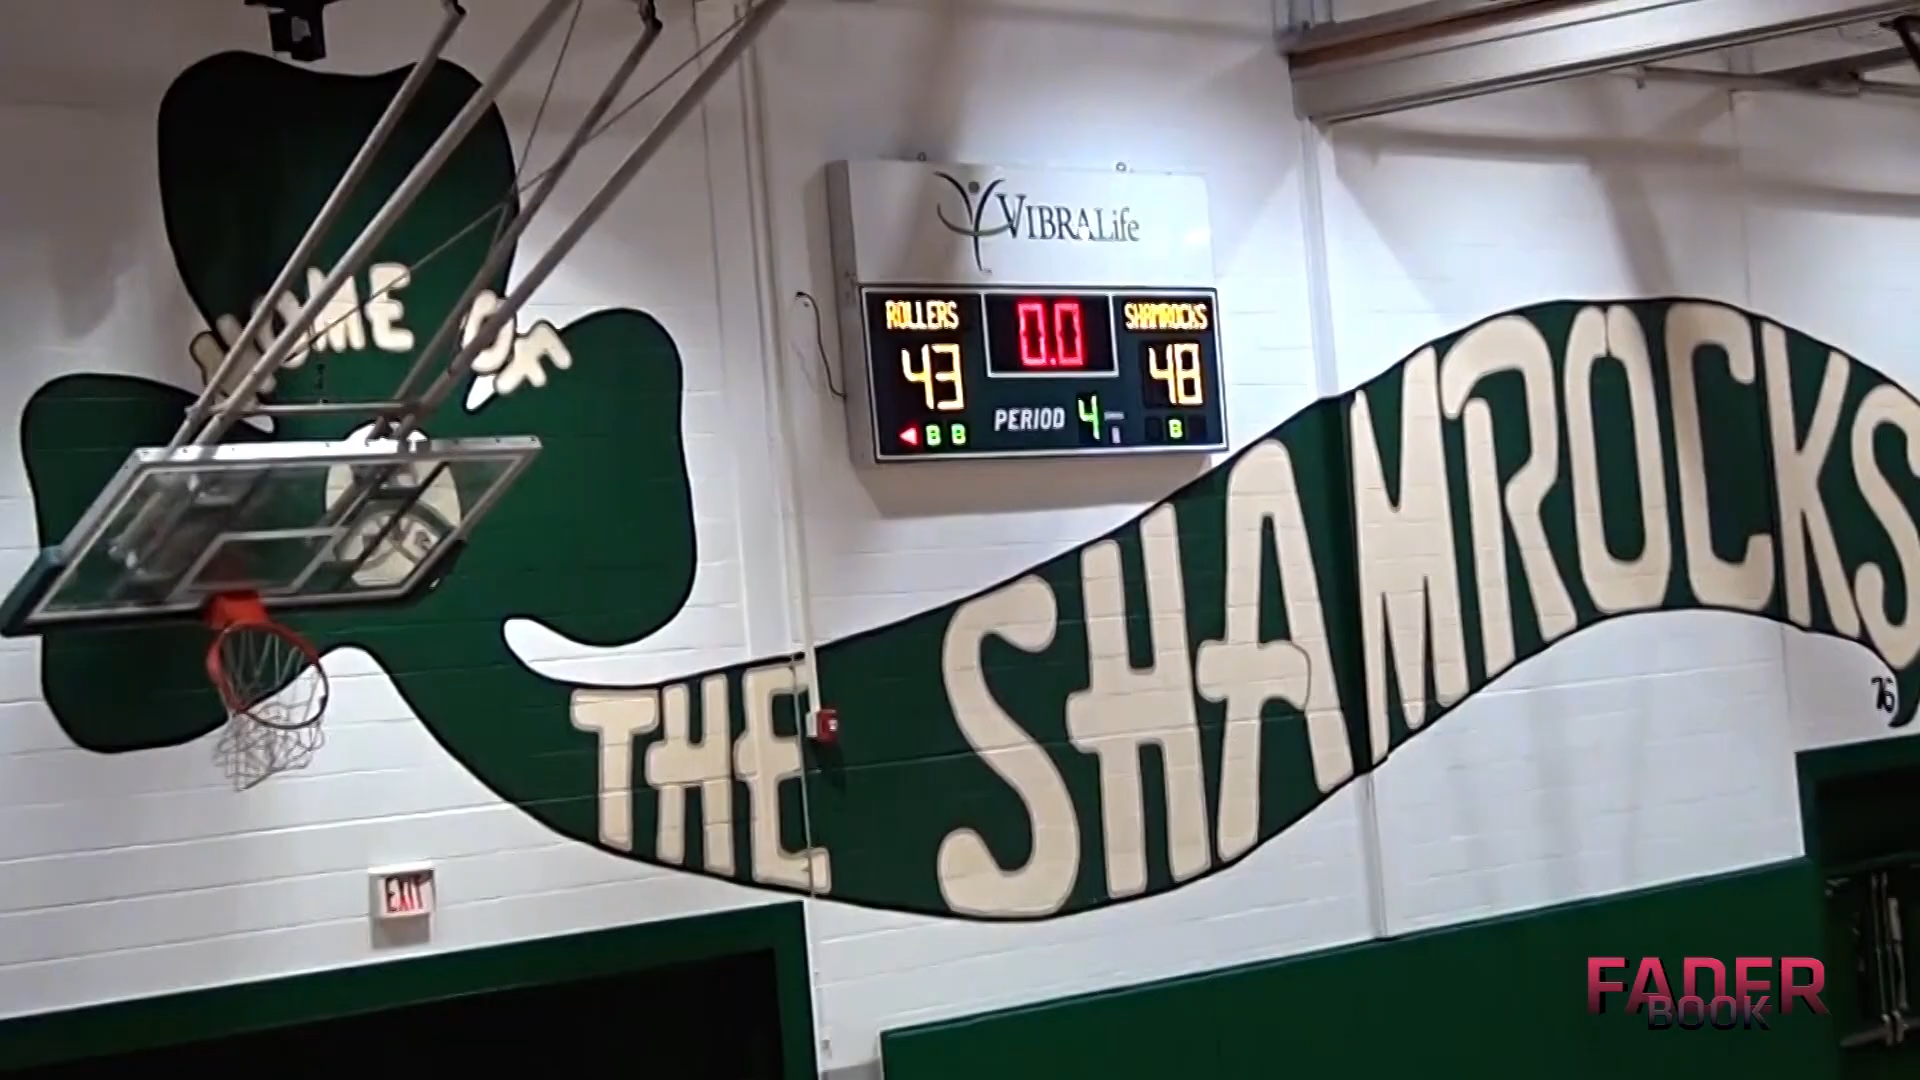 HOME OF
THE SHAMROCKS
VIBRALife
ROLLERS 0.0 SHAMROCKS
43 48
PERIOD 4
B B B
EXIT
76
FADER
BOOK